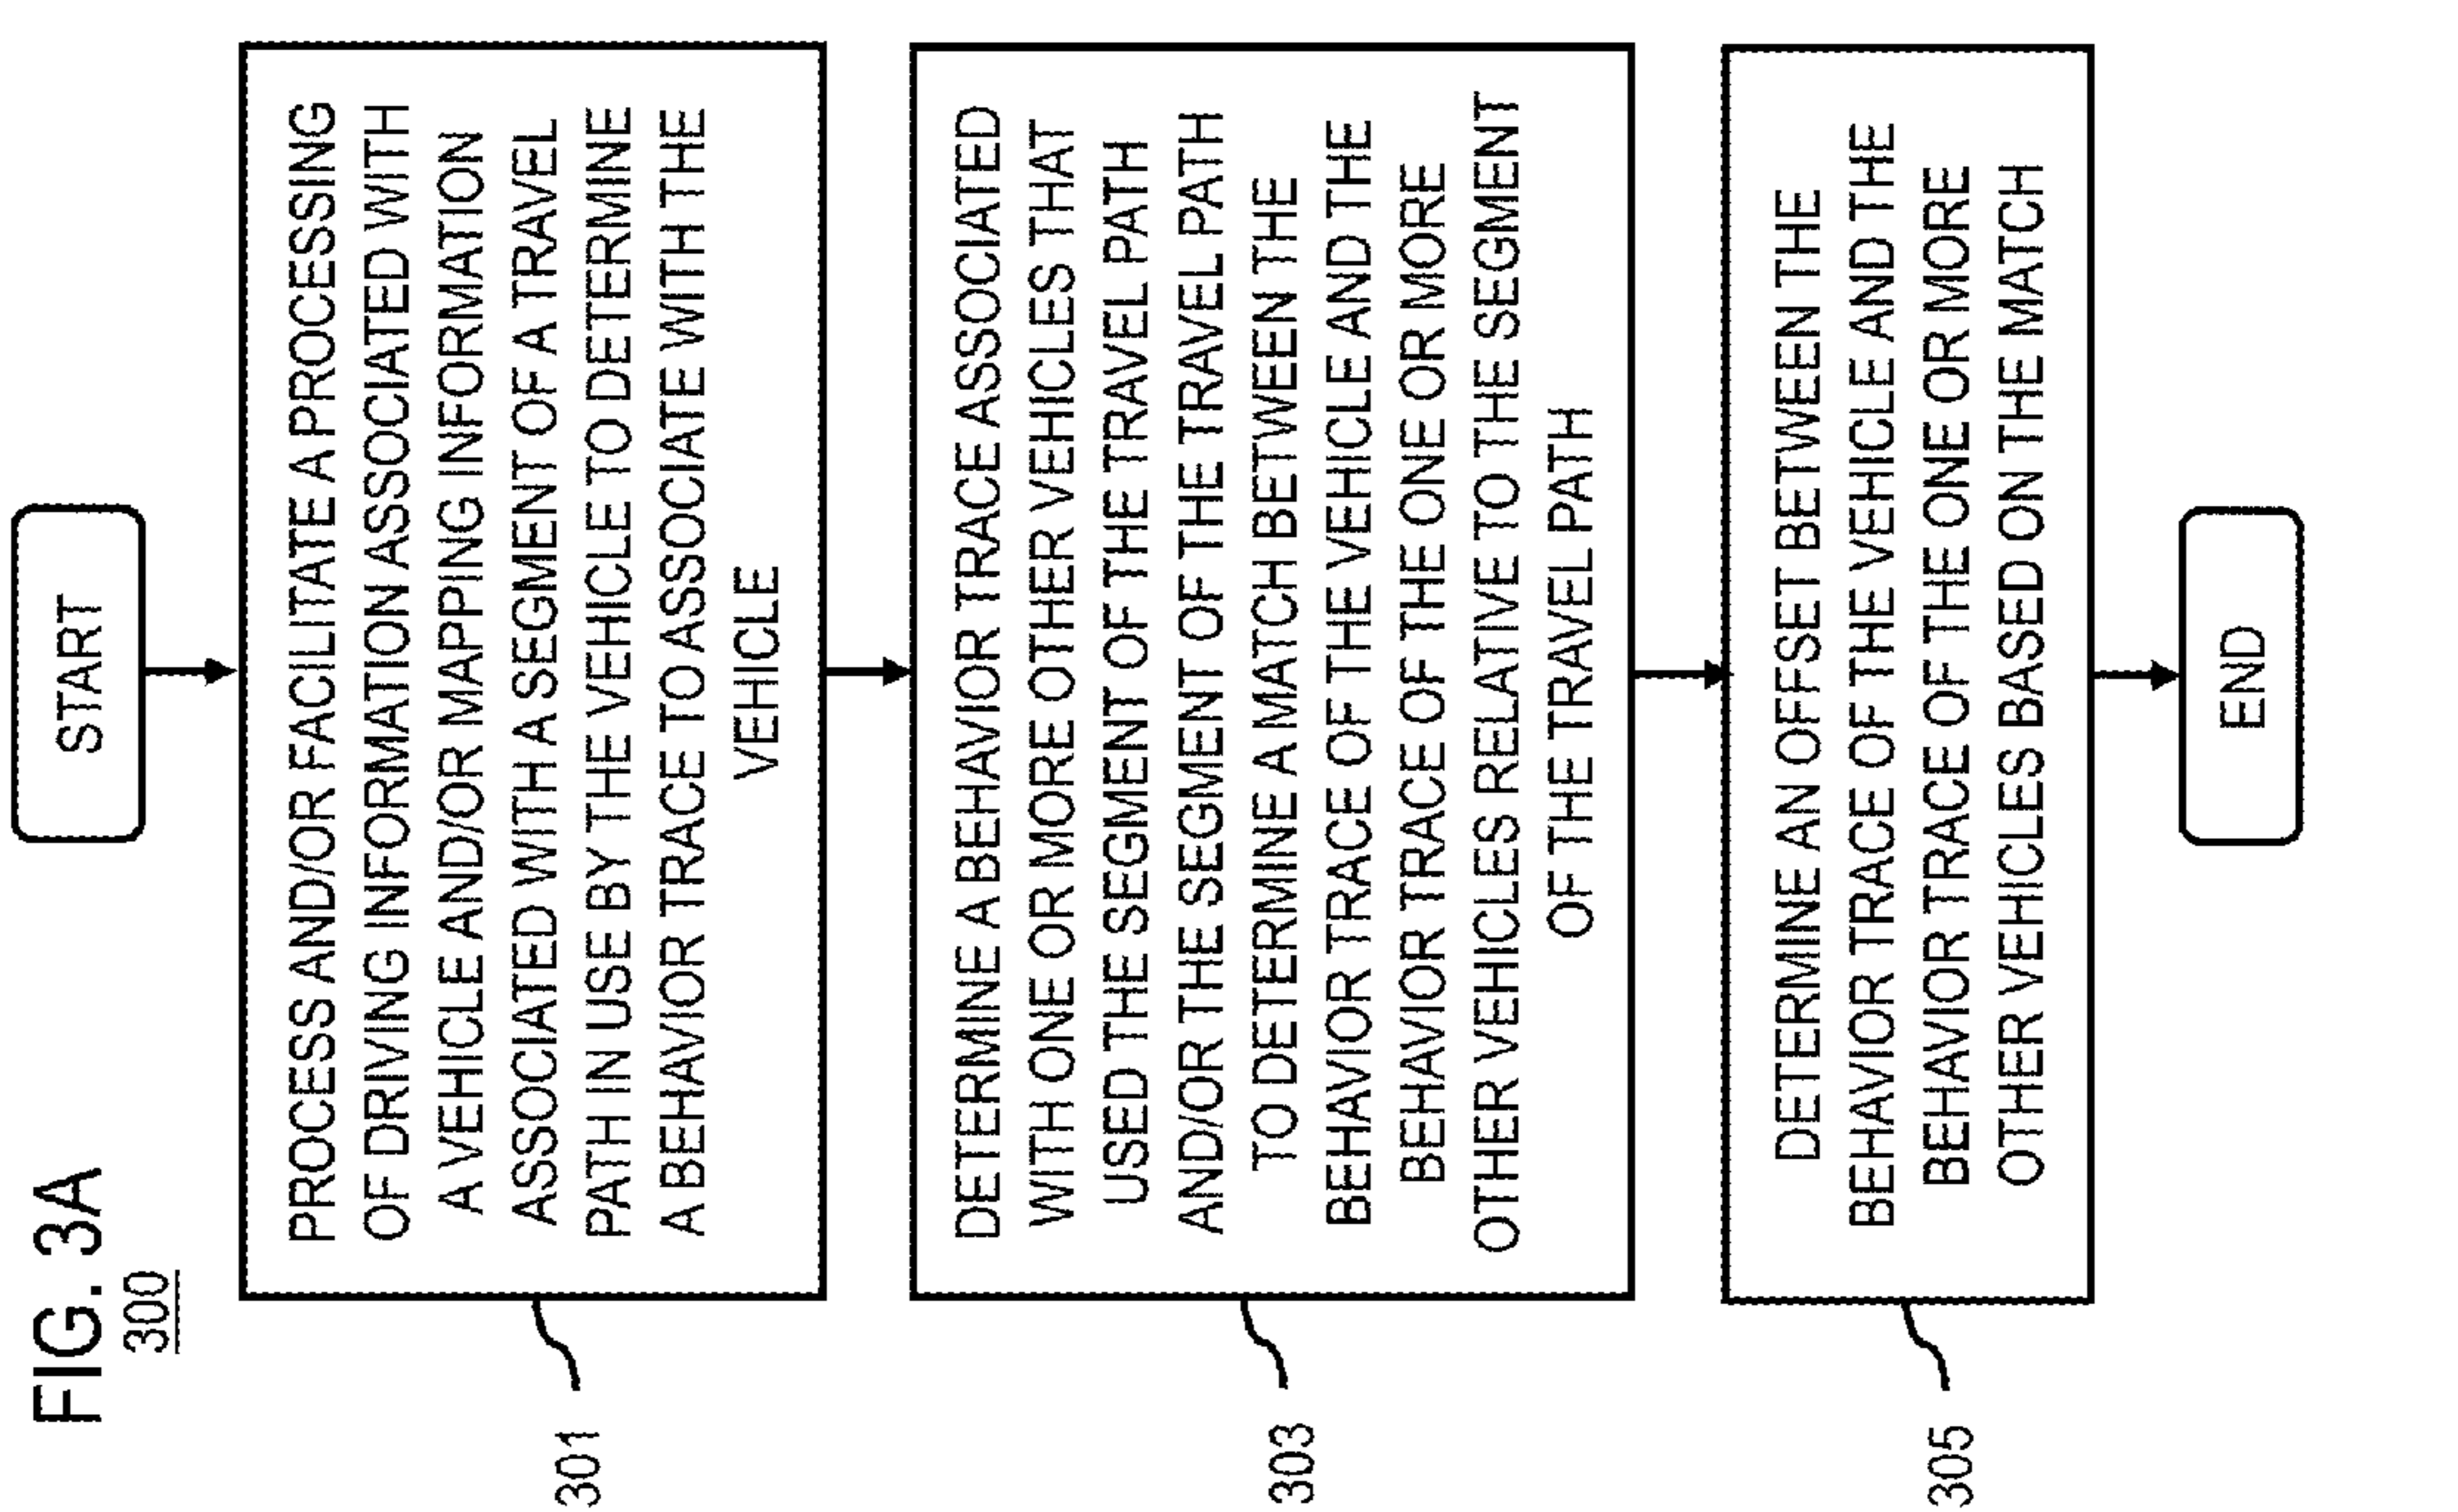 FIG. 3A
300
START
301
PROCESS AND/OR FACILITATE A PROCESSING
OF DRIVING INFORMATION ASSOCIATED WITH
A VEHICLE AND/OR MAPPING INFORMATION
ASSOCIATED WITH A SEGMENT OF A TRAVEL
PATH IN USE BY THE VEHICLE TO DETERMINE
A BEHAVIOR TRACE TO ASSOCIATE WITH THE
VEHICLE
303
DETERMINE A BEHAVIOR TRACE ASSOCIATED
WITH ONE OR MORE OTHER VEHICLES THAT
USED THE SEGMENT OF THE TRAVEL PATH
AND/OR THE SEGMENT OF THE TRAVEL PATH
TO DETERMINE A MATCH BETWEEN THE
BEHAVIOR TRACE OF THE VEHICLE AND THE
BEHAVIOR TRACE OF THE ONE OR MORE
OTHER VEHICLES RELATIVE TO THE SEGMENT
OF THE TRAVEL PATH
305
DETERMINE AN OFFSET BETWEEN THE
BEHAVIOR TRACE OF THE VEHICLE AND THE
BEHAVIOR TRACE OF THE ONE OR MORE
OTHER VEHICLES BASED ON THE MATCH
END